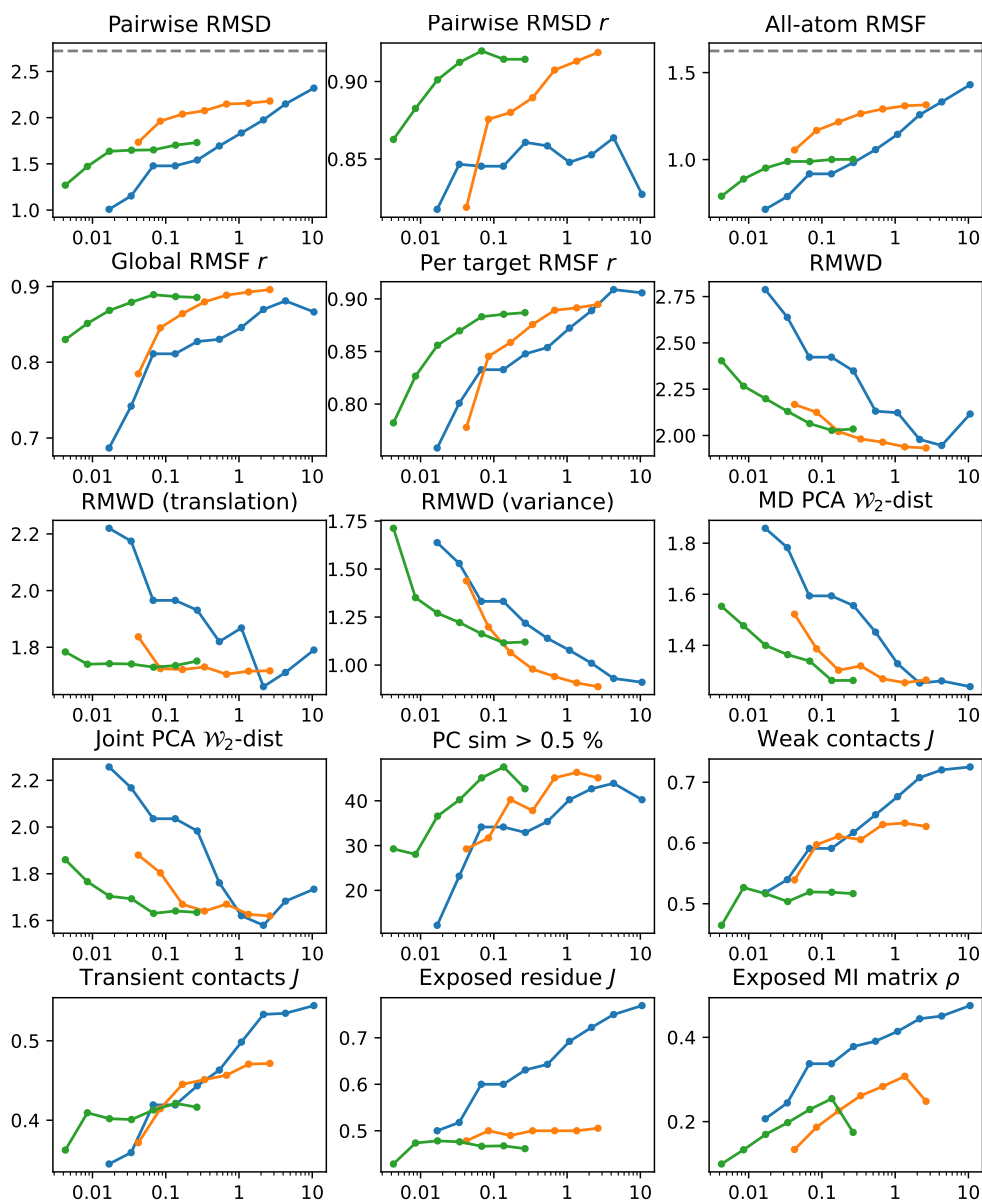 Pairwise RMSD
Pairwise RMSD r
All-atom RMSF
2.5
2.0
1.5
1.0
0.90
0.85
1.5
1.0
0.01 0.1 1 10
0.01 0.1 1 10
0.01 0.1 1 10
Global RMSF r
Per target RMSF r
RMWD
0.9
0.8
0.7
0.90
0.85
0.80
2.75
2.50
2.25
2.00
0.01 0.1 1 10
0.01 0.1 1 10
0.01 0.1 1 10
RMWD (translation)
RMWD (variance)
MD PCA 𝒲₂-dist
2.2
2.0
1.8
1.75
1.50
1.25
1.00
1.8
1.6
1.4
0.01 0.1 1 10
0.01 0.1 1 10
0.01 0.1 1 10
Joint PCA 𝒲₂-dist
PC sim > 0.5 %
Weak contacts J
2.2
2.0
1.8
1.6
40
30
20
0.7
0.6
0.5
0.01 0.1 1 10
0.01 0.1 1 10
0.01 0.1 1 10
Transient contacts J
Exposed residue J
Exposed MI matrix ρ
0.5
0.4
0.7
0.6
0.5
0.4
0.2
0.01 0.1 1 10
0.01 0.1 1 10
0.01 0.1 1 10